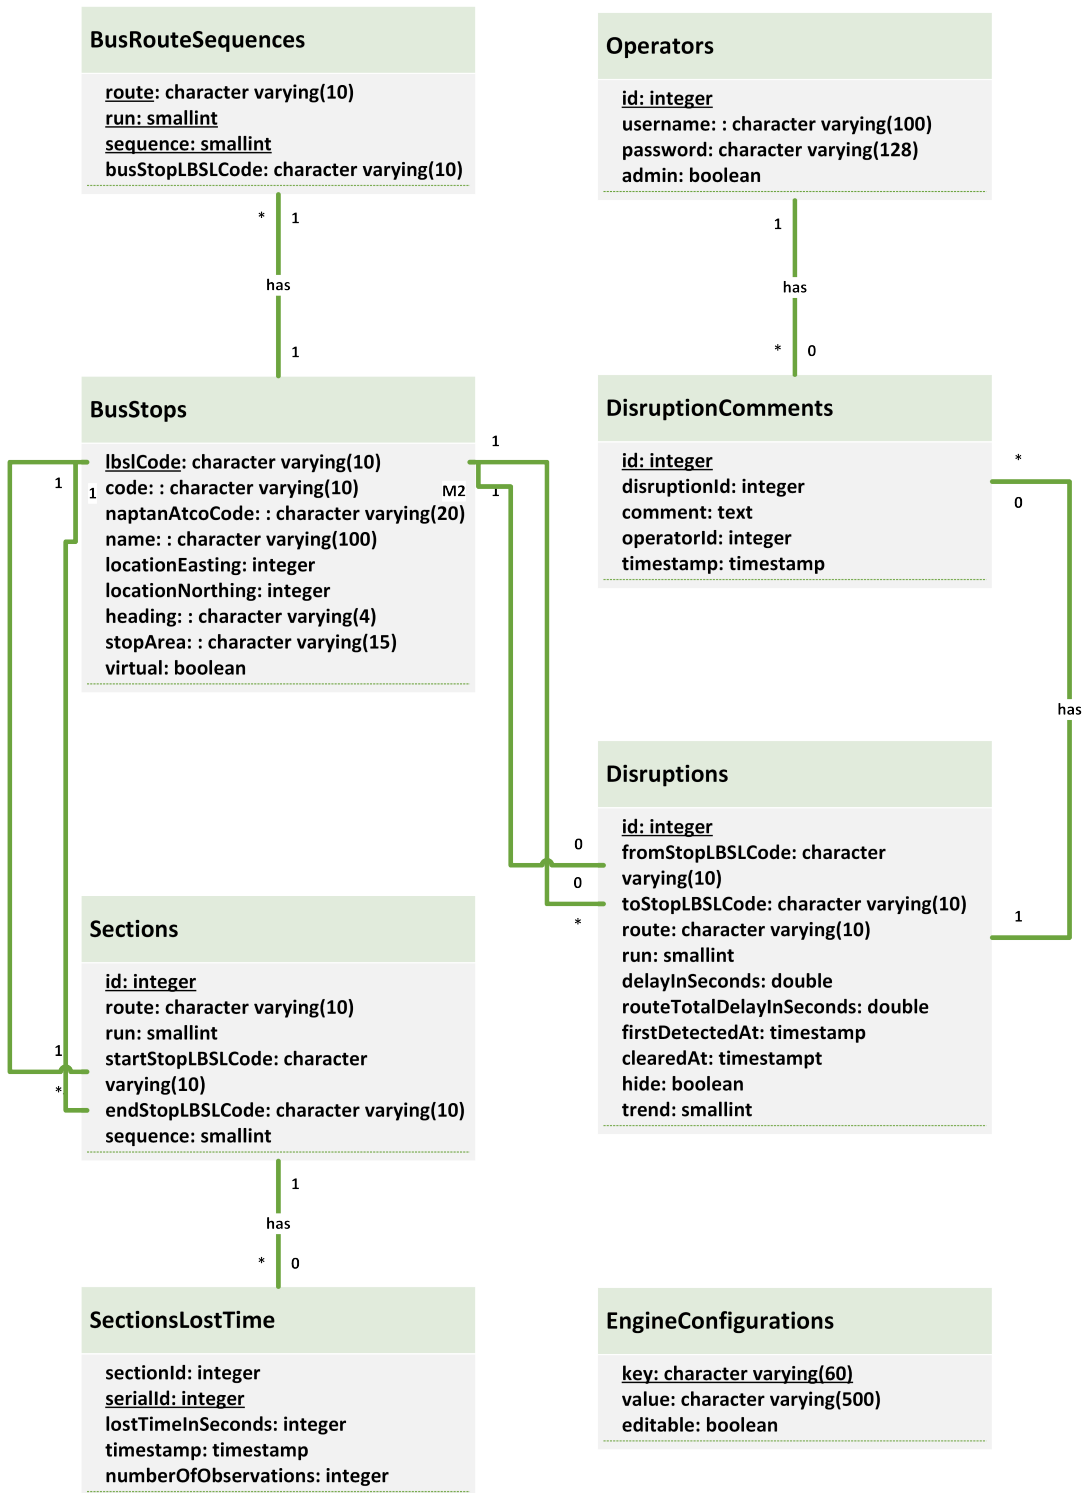 BusRouteSequences
route: character varying(10)
run: smallint
sequence: smallint
busStopLBSLCode: character varying(10)
* 1
has
1
Operators
id: integer
username: : character varying(100)
password: character varying(128)
admin: boolean
1
has
* 0
BusStops
lbslCode: character varying(10)
code: : character varying(10)
naptanAtcoCode: : character varying(20)
name: : character varying(100)
locationEasting: integer
locationNorthing: integer
heading: : character varying(4)
stopArea: : character varying(15)
virtual: boolean
1
1
1
M2
1
DisruptionComments
id: integer
disruptionId: integer
comment: text
operatorId: integer
timestamp: timestamp
*
0
has
1
Disruptions
id: integer
fromStopLBSLCode: character
varying(10)
toStopLBSLCode: character varying(10)
route: character varying(10)
run: smallint
delayInSeconds: double
routeTotalDelayInSeconds: double
firstDetectedAt: timestamp
clearedAt: timestampt
hide: boolean
trend: smallint
0
0
*
Sections
id: integer
route: character varying(10)
run: smallint
startStopLBSLCode: character
varying(10)
endStopLBSLCode: character varying(10)
sequence: smallint
1
*
1
has
* 0
SectionsLostTime
sectionId: integer
serialId: integer
lostTimeInSeconds: integer
timestamp: timestamp
numberOfObservations: integer
EngineConfigurations
key: character varying(60)
value: character varying(500)
editable: boolean